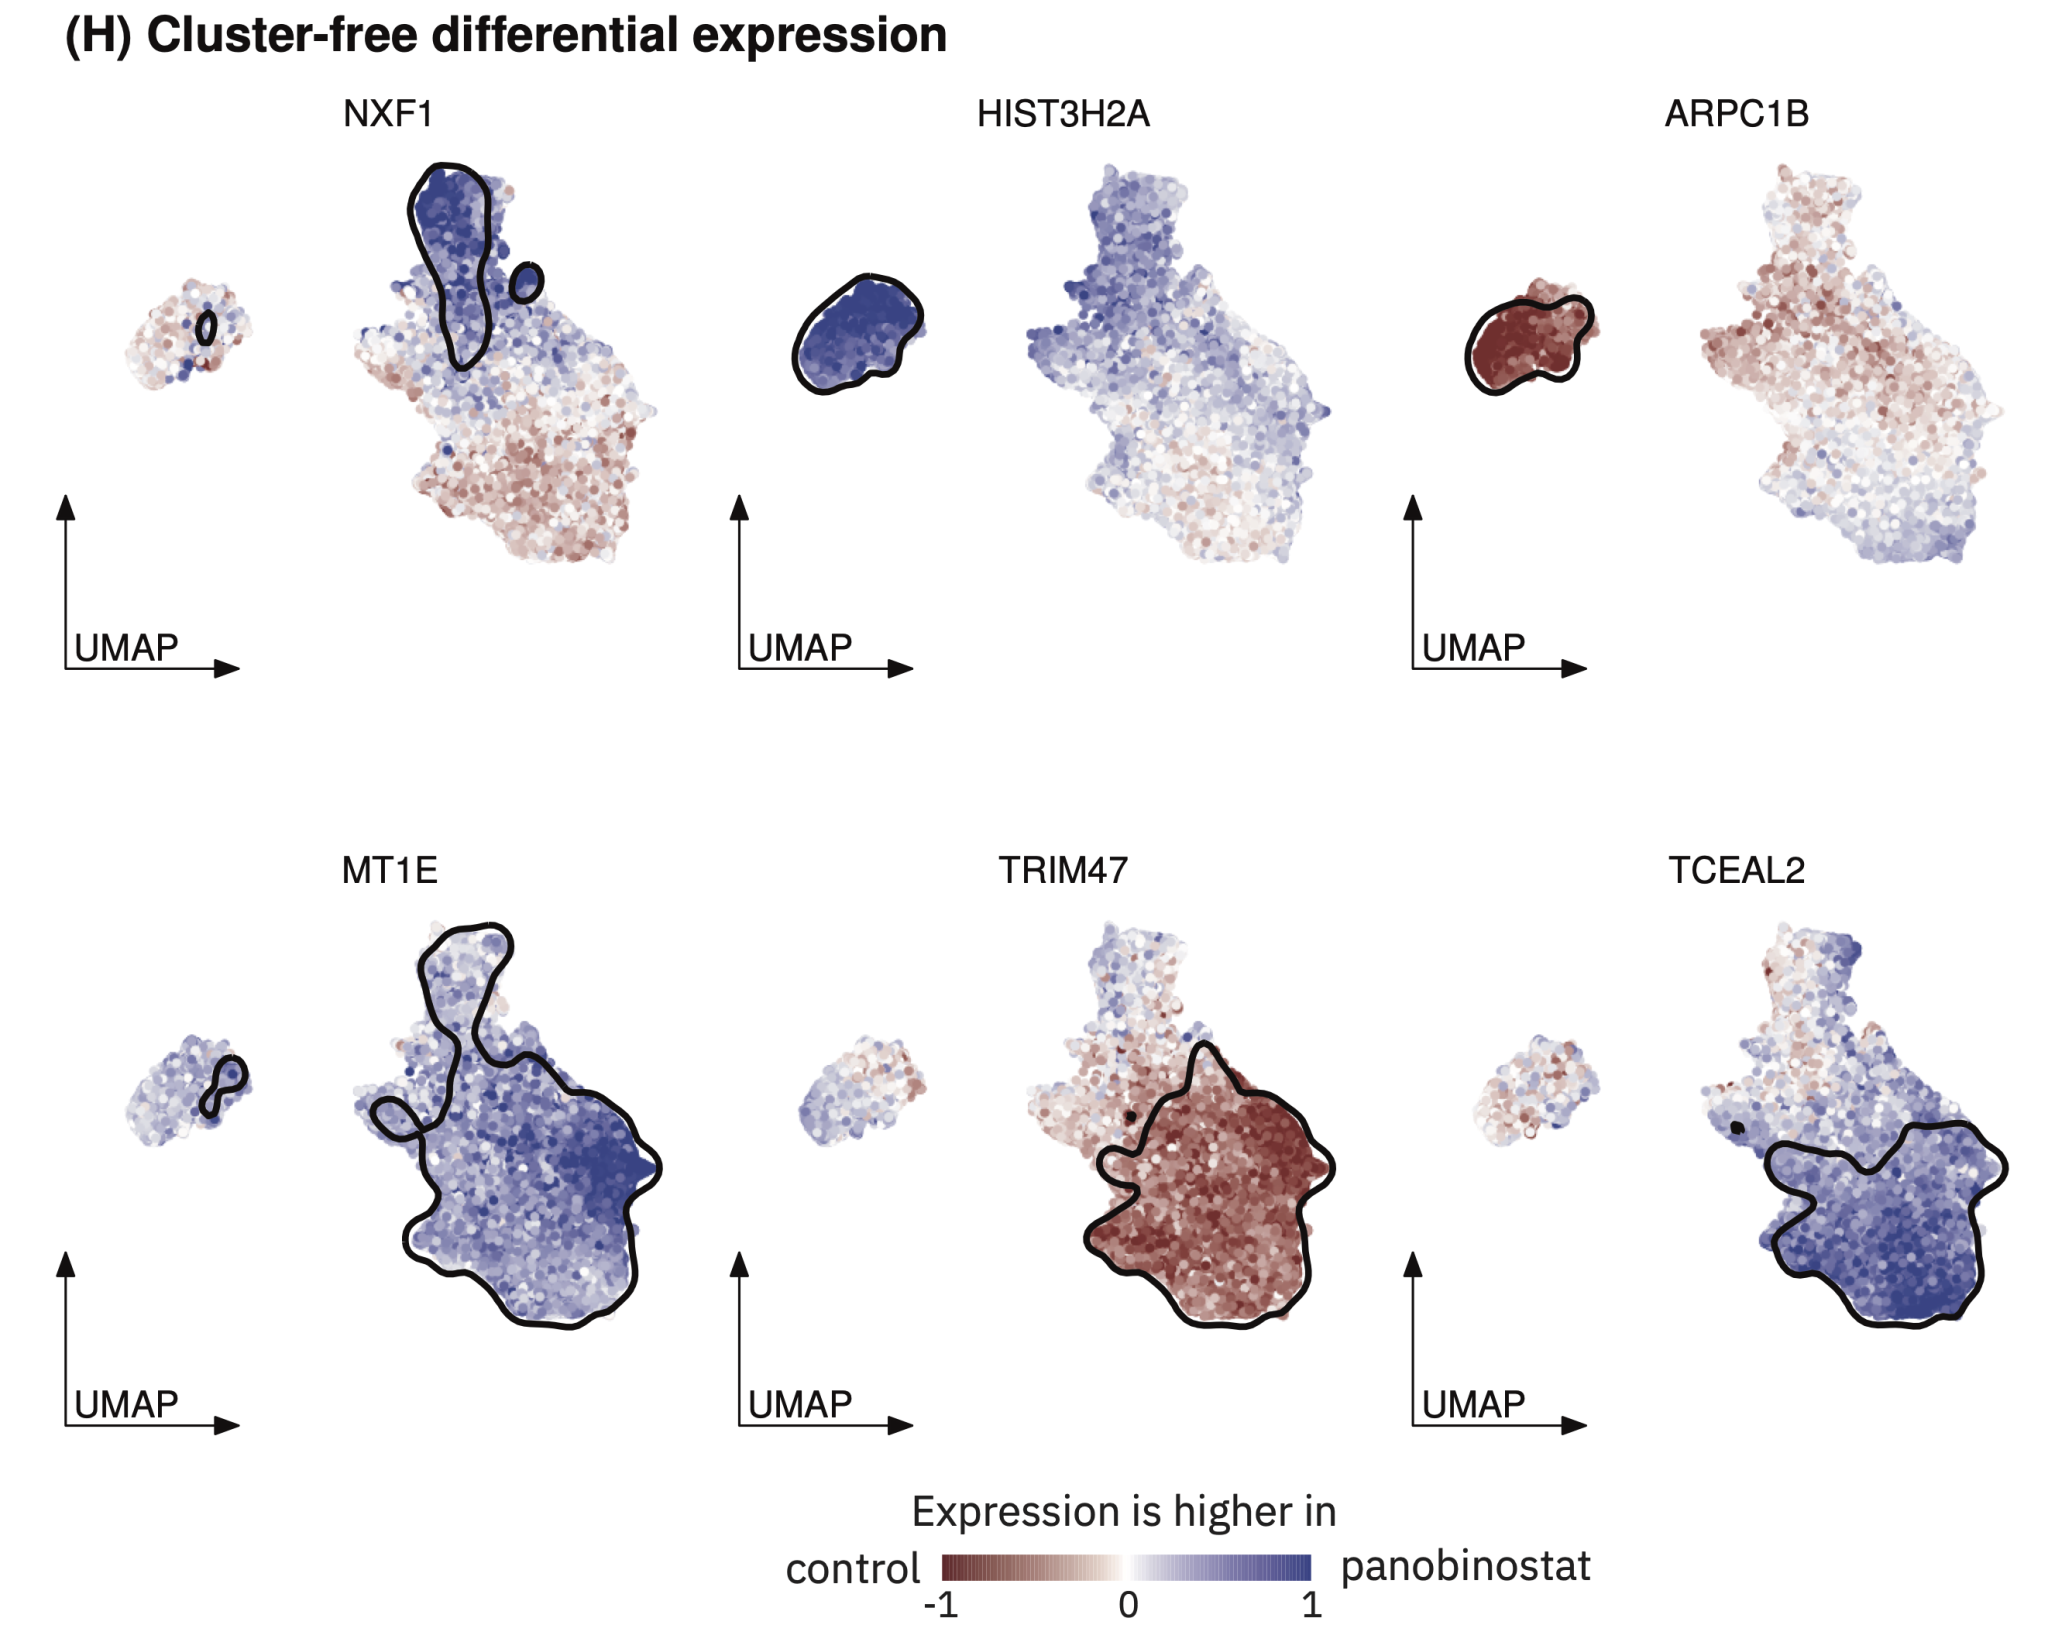 (H) Cluster-free differential expression
NXF1
HIST3H2A
ARPC1B
UMAP
UMAP
UMAP
MT1E
TRIM47
TCEAL2
UMAP
UMAP
UMAP
Expression is higher in
control
panobinostat
-1 0 1